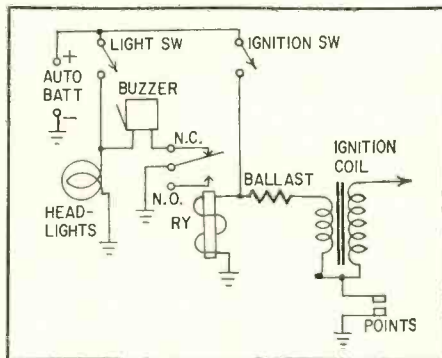 +
LIGHT SW
IGNITION SW
AUTO
BATT
-
BUZZER
N.C.
IGNITION
COIL
BALLAST
N.O.
HEAD-
LIGHTS
RY
POINTS